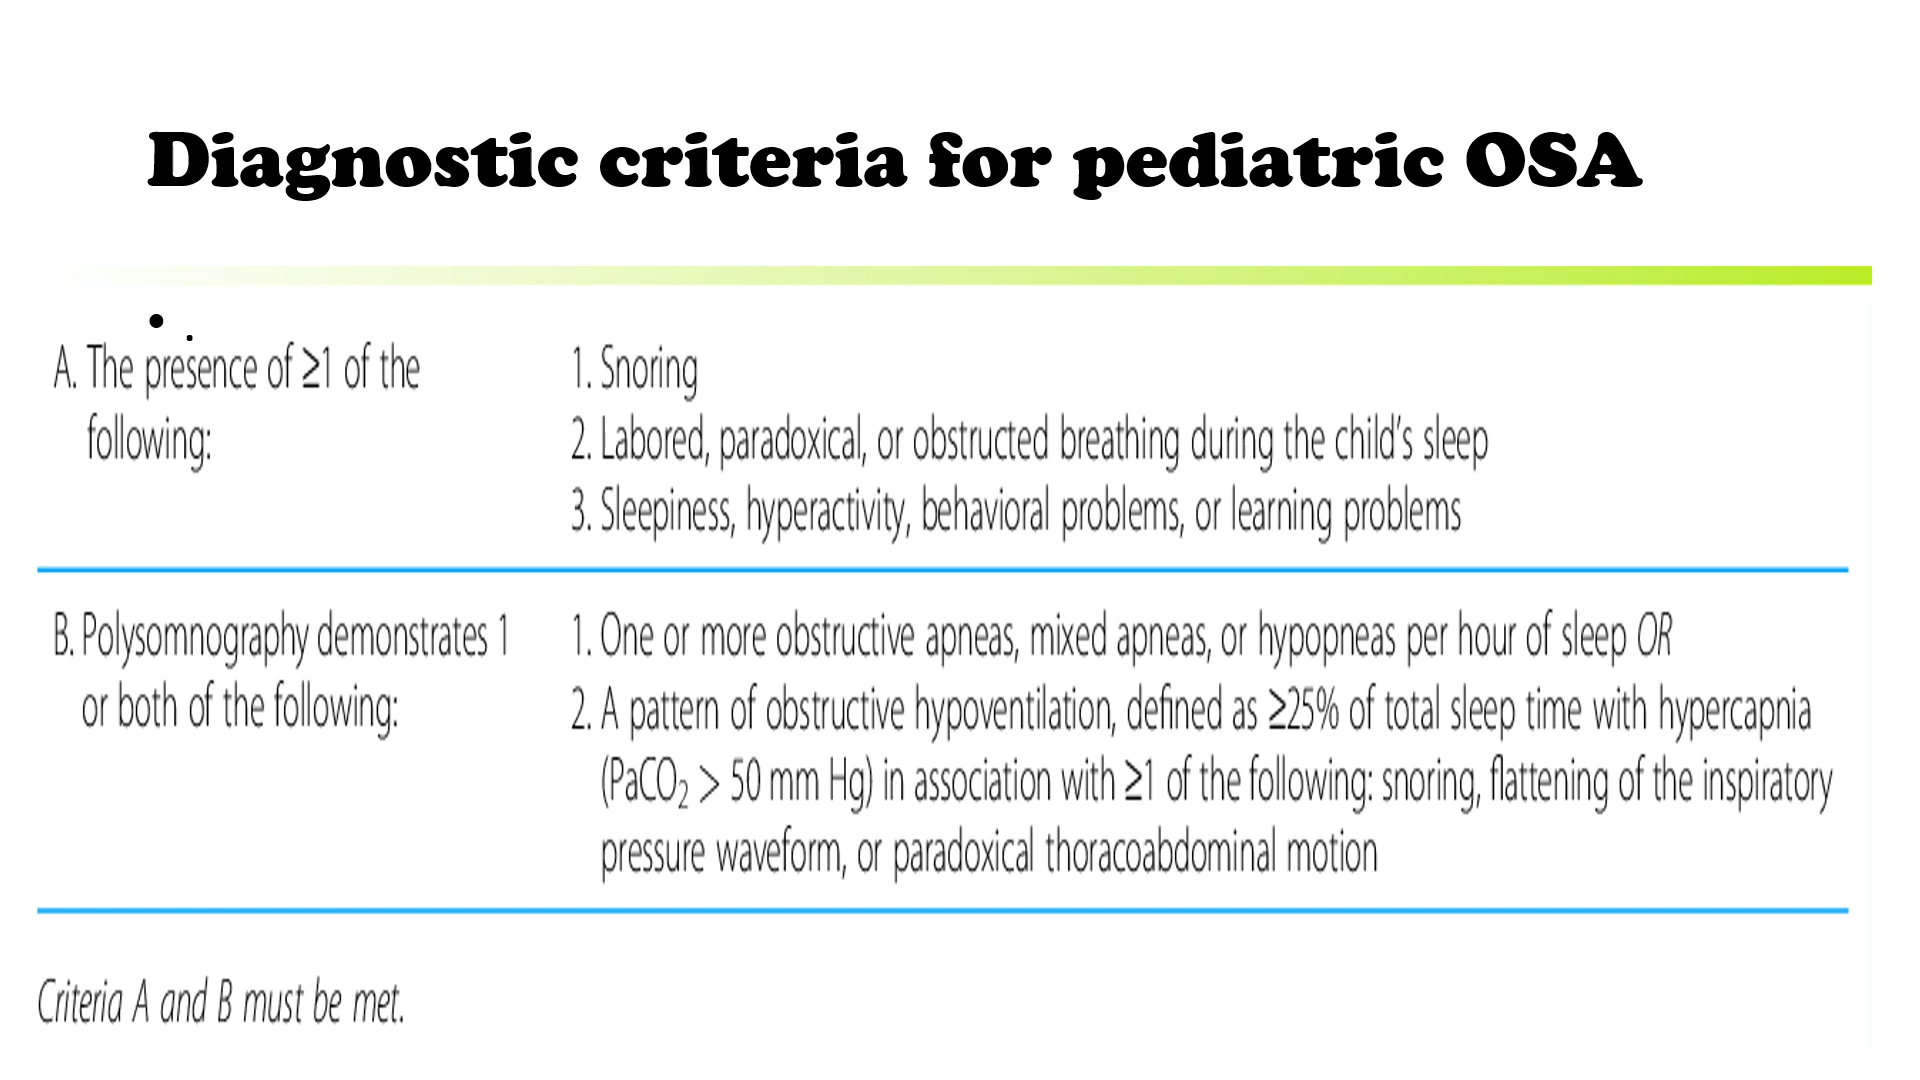 Diagnostic criteria for pediatric OSA
• .
A. The presence of ≥1 of the
following:
1. Snoring
2. Labored, paradoxical, or obstructed breathing during the child’s sleep
3. Sleepiness, hyperactivity, behavioral problems, or learning problems
B. Polysomnography demonstrates 1
or both of the following:
1. One or more obstructive apneas, mixed apneas, or hypopneas per hour of sleep OR
2. A pattern of obstructive hypoventilation, defined as ≥25% of total sleep time with hypercapnia
(PaCO₂ > 50 mm Hg) in association with ≥1 of the following: snoring, flattening of the inspiratory
pressure waveform, or paradoxical thoracoabdominal motion
Criteria A and B must be met.